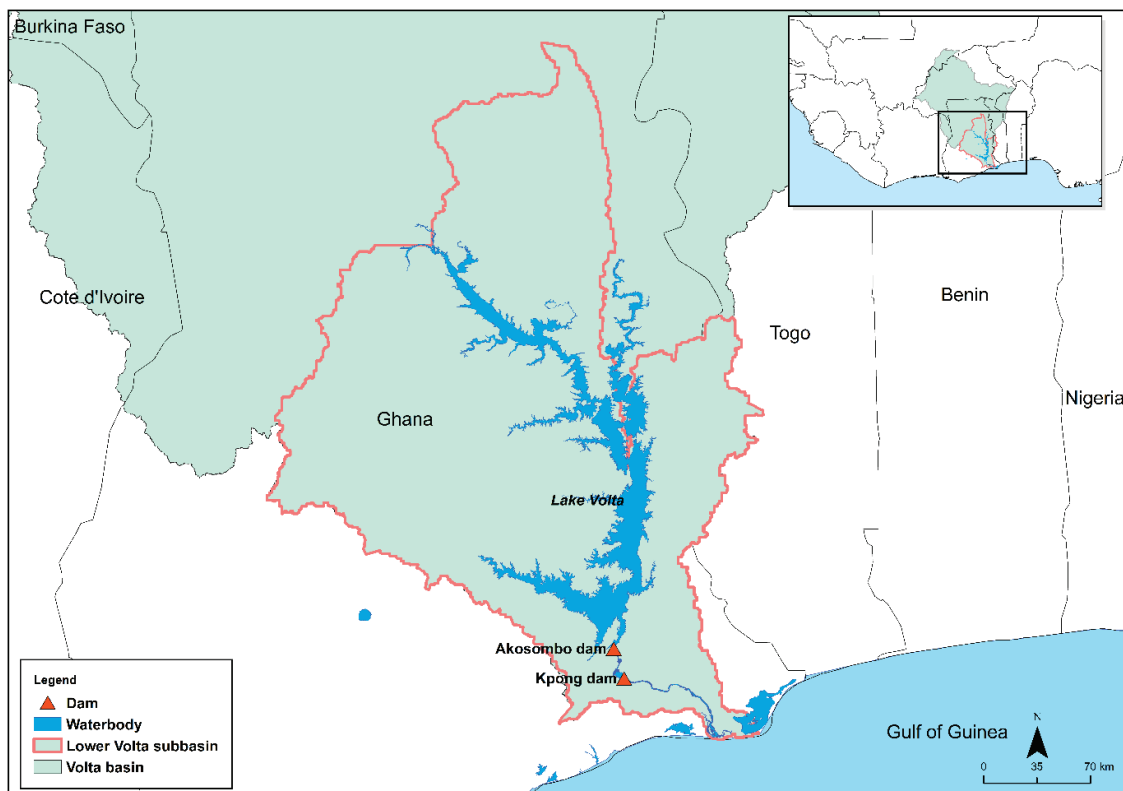 Burkina Faso
Cote d'Ivoire
Benin
Togo
Nigeria
Ghana
Lake Volta
Akosombo dam
Kpong dam
Legend
Dam
Waterbody
Lower Volta subbasin
Volta basin
Gulf of Guinea
N
0 35 70 km